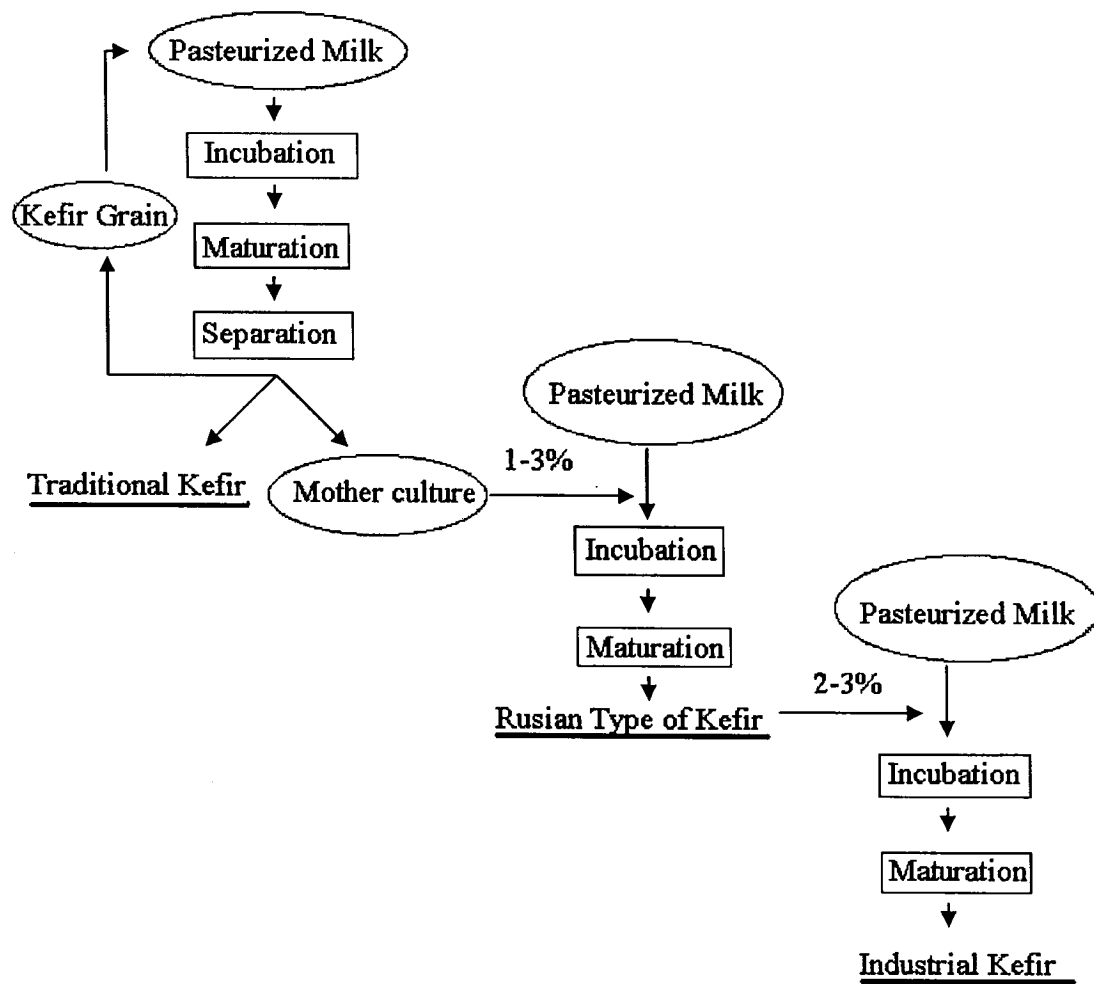 Pasteurized Milk
Incubation
Kefir Grain
Maturation
Separation
Traditional Kefir
Mother culture
1-3%
Pasteurized Milk
Incubation
Maturation
Rusian Type of Kefir
2-3%
Pasteurized Milk
Incubation
Maturation
Industrial Kefir